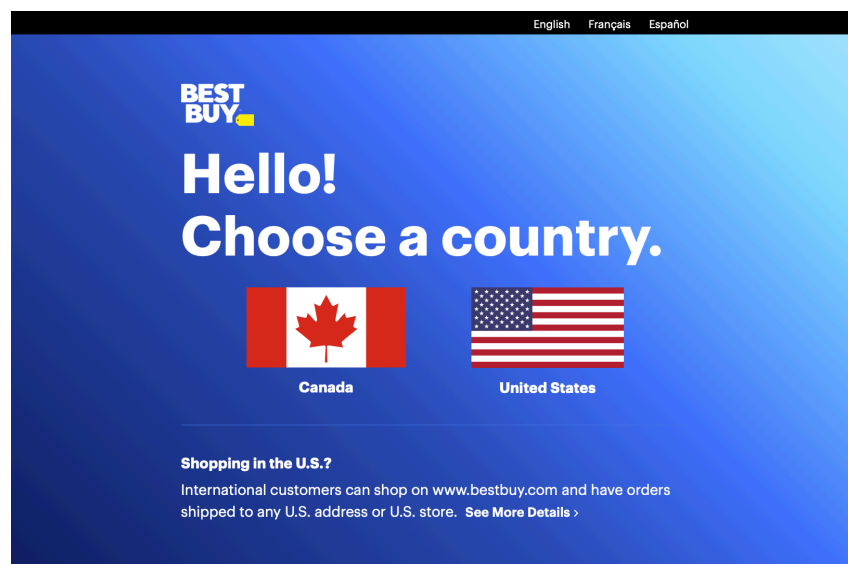 English Français Español
BEST
BUY
Hello!
Choose a country.
Canada United States
Shopping in the U.S.?
International customers can shop on www.bestbuy.com and have orders
shipped to any U.S. address or U.S. store. See More Details >